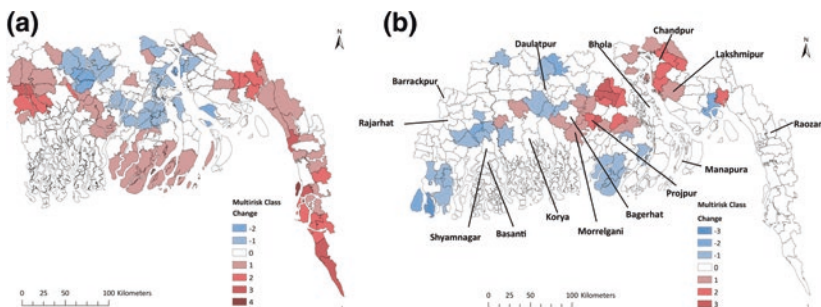 (a)
N
Multirisk Class
Change
-2
-1
0
1
2
3
4
0 25 50 100 Kilometers
(b)
N
Chandpur
Daulatpur
Bhola
Lakshmipur
Barrackpur
Rajarhat
Raozan
Manapura
Projpur
Bagerhat
Morrelgani
Korya
Basanti
Shyamnagar
Multirisk Class
Change
-3
-2
-1
0
1
2
3
0 25 50 100 Kilometers